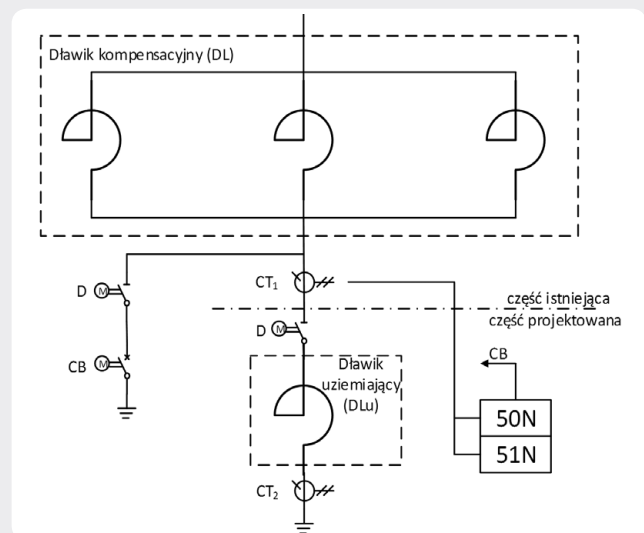 Dławik kompensacyjny (DL)
CT₁
część istniejąca
D M
część projektowana
D M
CB
Dławik
uziemiający
(DLu)
CB M
50N
51N
CT₂